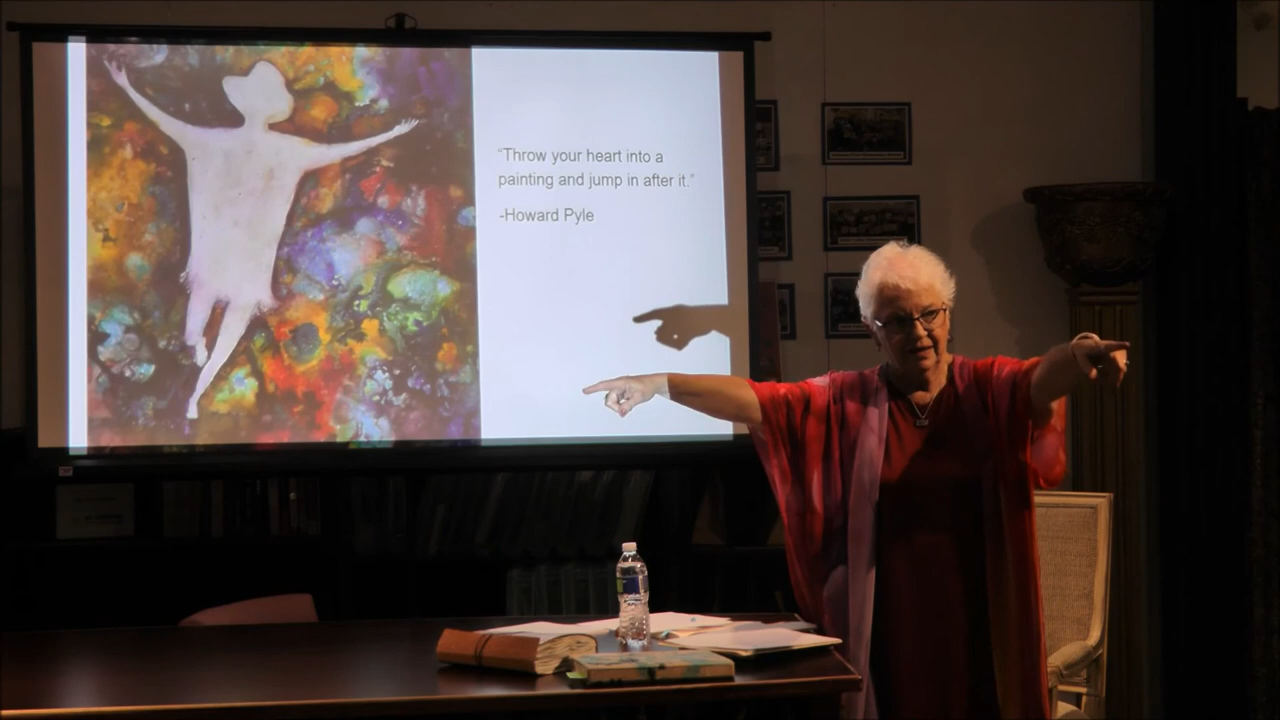 “Throw your heart into a
painting and jump in after it.”
-Howard Pyle